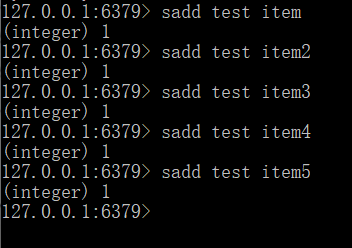 127.0.0.1:6379> sadd test item
(integer) 1
127.0.0.1:6379> sadd test item2
(integer) 1
127.0.0.1:6379> sadd test item3
(integer) 1
127.0.0.1:6379> sadd test item4
(integer) 1
127.0.0.1:6379> sadd test item5
(integer) 1
127.0.0.1:6379>